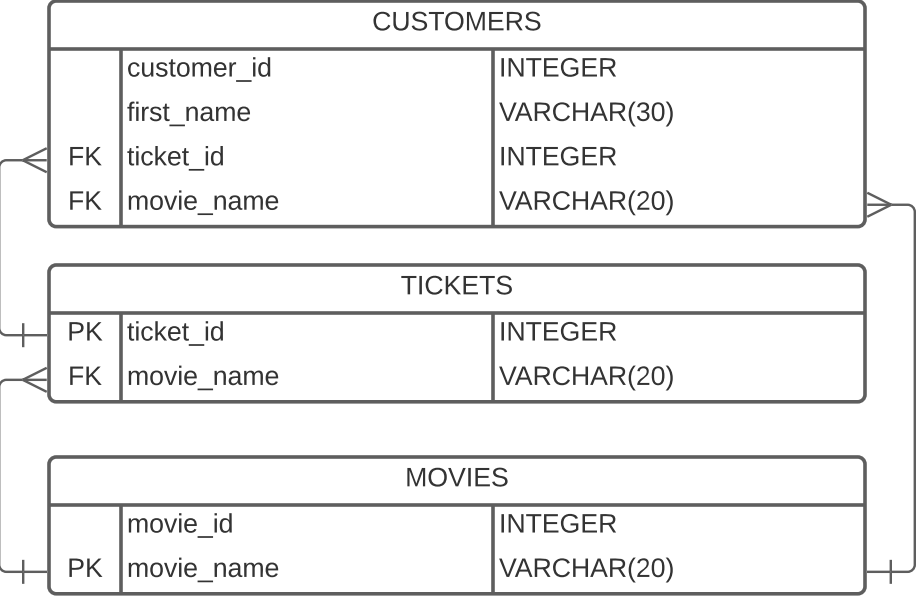 CUSTOMERS
customer_id INTEGER
first_name VARCHAR(30)
FK ticket_id INTEGER
FK movie_name VARCHAR(20)
TICKETS
PK ticket_id INTEGER
FK movie_name VARCHAR(20)
MOVIES
movie_id INTEGER
PK movie_name VARCHAR(20)